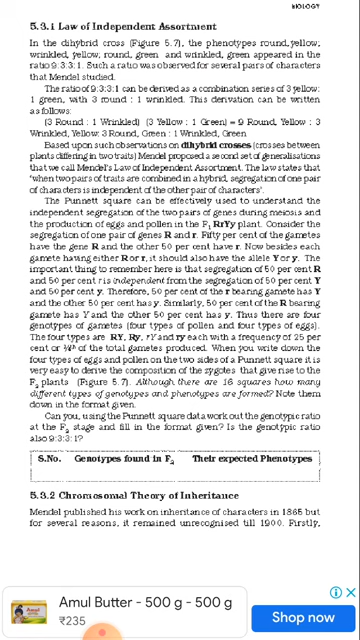 BIOLOGY
5.3.1 Law of Independent Assortment
In the dihybrid cross (Figure 5.7), the phenotypes round, yellow;
wrinkled, yellow; round, green and wrinkled, green appeared in the
ratio 9:3:3:1. Such a ratio was observed for several pairs of characters
that Mendel studied.
The ratio of 9:3:3:1 can be derived as a combination series of 3 yellow:
1 green, with 3 round : 1 wrinkled. This derivation can be written
as follows:
(3 Round : 1 Wrinkled) (3 Yellow : 1 Green) = 9 Round, Yellow : 3
Wrinkled, Yellow: 3 Round, Green : 1 Wrinkled, Green
Based upon such observations on dihybrid crosses (crosses between
plants differing in two traits) Mendel proposed a second set of generalisations
that we call Mendel's Law of Independent Assortment. The law states that
'when two pairs of traits are combined in a hybrid, segregation of one pair
of characters is independent of the other pair of characters'.
The Punnett square can be effectively used to understand the
independent segregation of the two pairs of genes during meiosis and
the production of eggs and pollen in the F₁ RrYy plant. Consider the
segregation of one pair of genes R and r. Fifty per cent of the gametes
have the gene R and the other 50 per cent have r. Now besides each
gamete having either R or r, it should also have the allele Y or y. The
important thing to remember here is that segregation of 50 per cent R
and 50 per cent r is independent from the segregation of 50 per cent Y
and 50 per cent y. Therefore, 50 per cent of the r bearing gamete has Y
and the other 50 per cent has y. Similarly, 50 per cent of the R bearing
gamete has Y and the other 50 per cent has y. Thus there are four
genotypes of gametes (four types of pollen and four types of eggs).
The four types are RY, Ry, rY and ry each with a frequency of 25 per
cent or ¼th of the total gametes produced. When you write down the
four types of eggs and pollen on the two sides of a Punnett square it is
very easy to derive the composition of the zygotes that give rise to the
F₂ plants (Figure 5.7). Although there are 16 squares how many
different types of genotypes and phenotypes are formed? Note them
down in the format given.
Can you, using the Punnett square data work out the genotypic ratio
at the F₂ stage and fill in the format given? Is the genotypic ratio
also 9:3:3:1?
S.No. Genotypes found in F₂ Their expected Phenotypes
5.3.2 Chromosomal Theory of Inheritance
Mendel published his work on inheritance of characters in 1865 but
for several reasons, it remained unrecognised till 1900. Firstly,
Amul Butter - 500 g - 500 g
₹235
Shop now
Amul